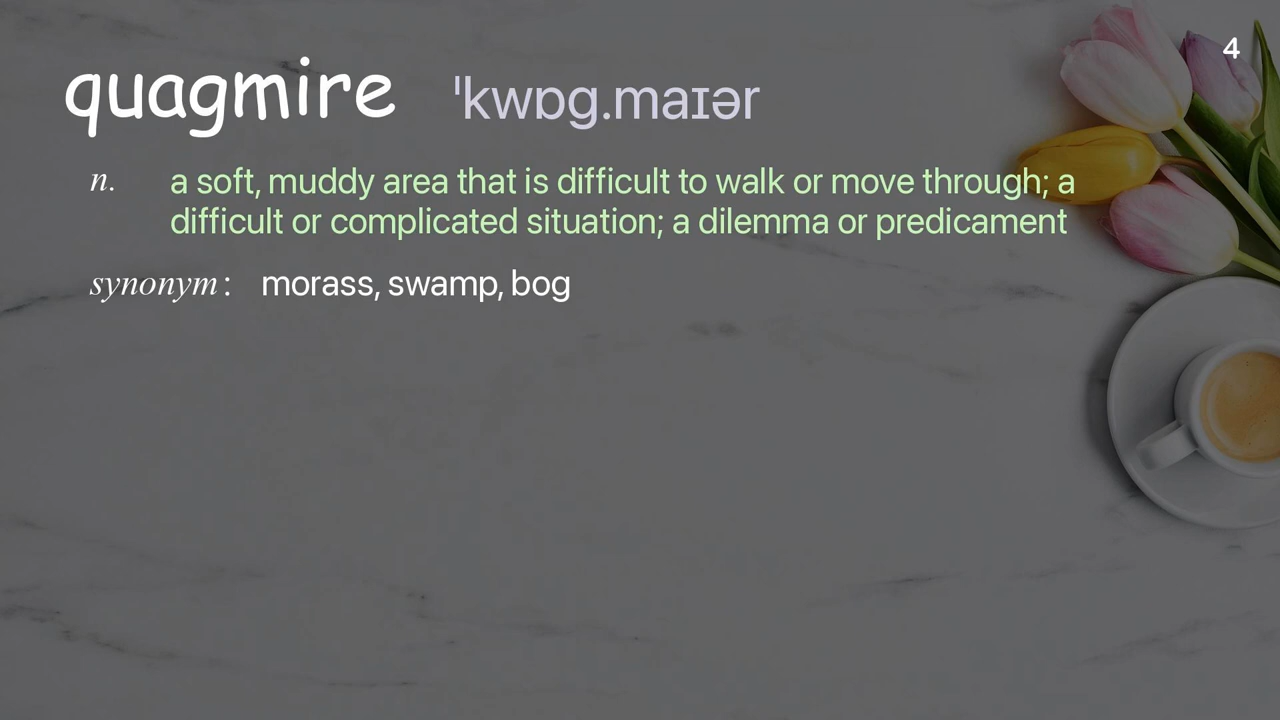 4
quagmire ˈkwɒg.maɪər
n. a soft, muddy area that is difficult to walk or move through; a
difficult or complicated situation; a dilemma or predicament
synonym : morass, swamp, bog